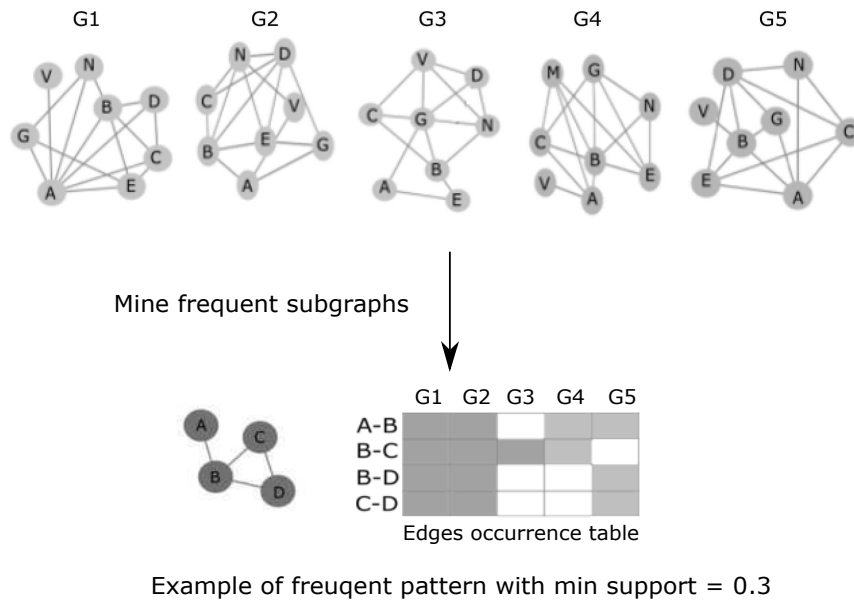 G1 G2 G3 G4 G5
V N B D G C A E
N D C V B E G A
V D C G N B A E
M G N C B E V A
D N V G C B E A
Mine frequent subgraphs
G1 G2 G3 G4 G5
A C B D
A-B
B-C
B-D
C-D
Edges occurrence table
Example of freuqent pattern with min support = 0.3